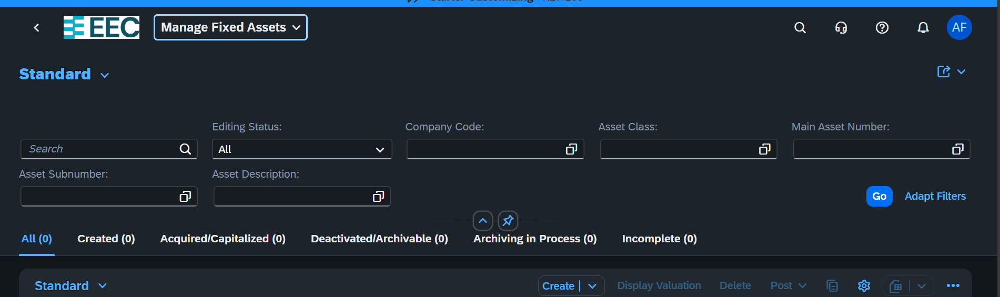 EEC
Manage Fixed Assets
AF
Standard
Editing Status:
Company Code:
Asset Class:
Main Asset Number:
Search
All
Asset Subnumber:
Asset Description:
Go
Adapt Filters
All (0)
Created (0)
Acquired/Capitalized (0)
Deactivated/Archivable (0)
Archiving in Process (0)
Incomplete (0)
Standard
Create
Display Valuation
Delete
Post